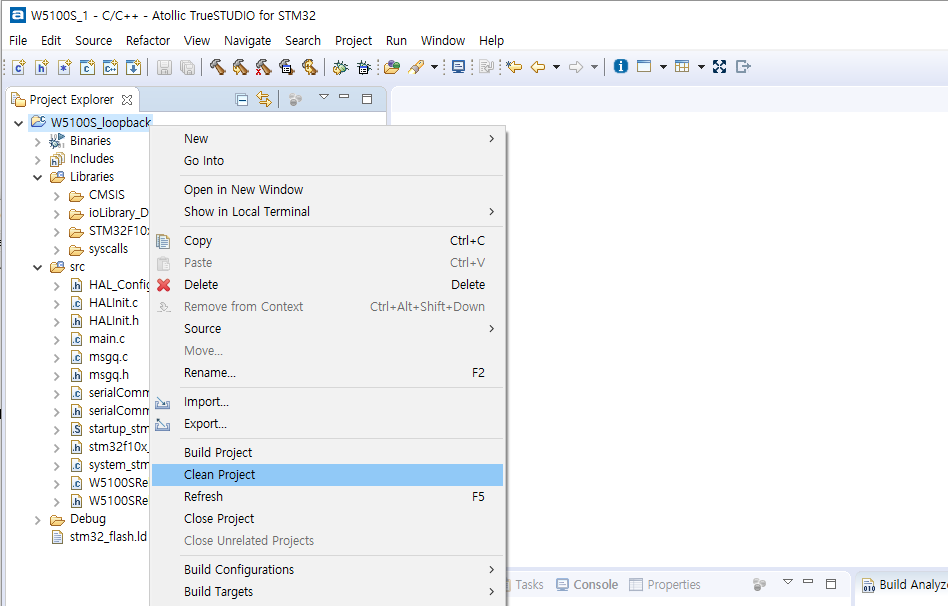 W5100S_1 - C/C++ - Atollic TrueSTUDIO for STM32
File Edit Source Refactor View Navigate Search Project Run Window Help
Project Explorer
W5100S_loopback
Binaries
Includes
Libraries
CMSIS
ioLibrary_D
STM32F10x
syscalls
src
HAL_Config
HALInit.c
HALInit.h
main.c
msgq.c
msgq.h
serialComm
serialComm
startup_stm
stm32f10x_
system_stm
W5100SRe
W5100SRe
Debug
stm32_flash.ld
New
Go Into
Open in New Window
Show in Local Terminal
Copy Ctrl+C
Paste Ctrl+V
Delete Delete
Remove from Context Ctrl+Alt+Shift+Down
Source
Move...
Rename... F2
Import...
Export...
Build Project
Clean Project
Refresh F5
Close Project
Close Unrelated Projects
Build Configurations
Build Targets
Tasks Console Properties
Build Analyze